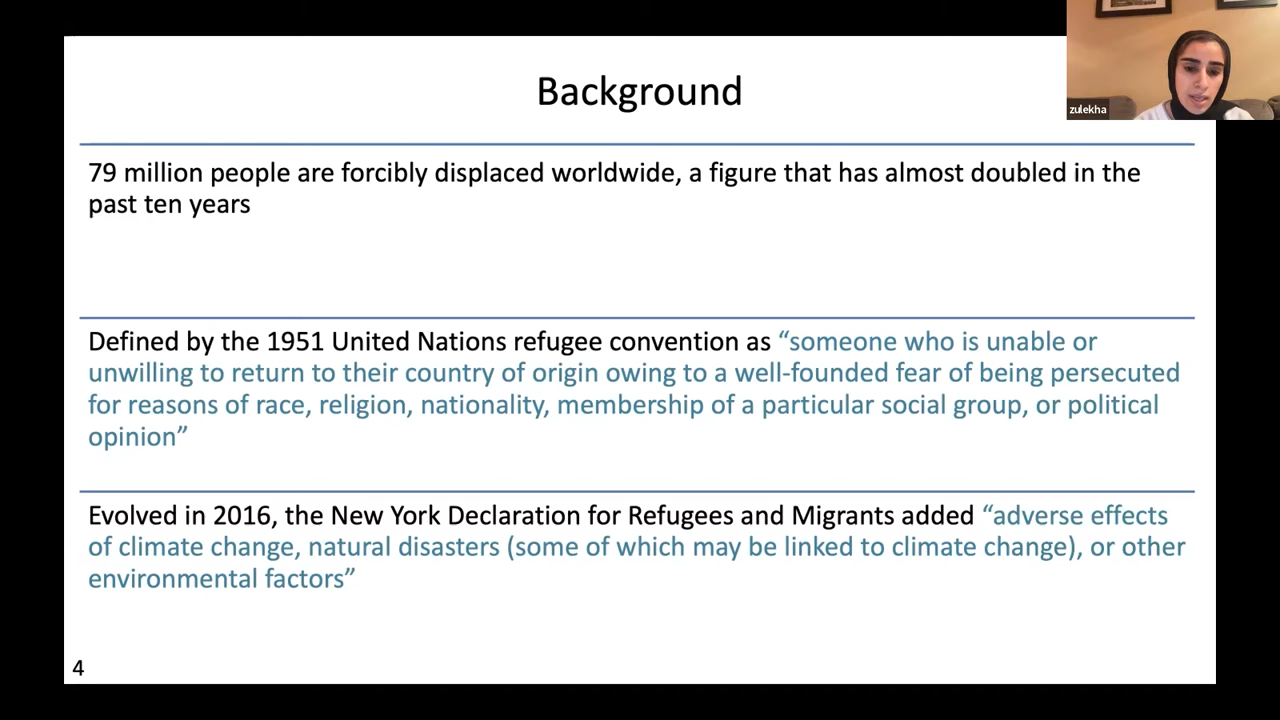 Background
zulekha
79 million people are forcibly displaced worldwide, a figure that has almost doubled in the
past ten years
Defined by the 1951 United Nations refugee convention as “someone who is unable or
unwilling to return to their country of origin owing to a well-founded fear of being persecuted
for reasons of race, religion, nationality, membership of a particular social group, or political
opinion”
Evolved in 2016, the New York Declaration for Refugees and Migrants added “adverse effects
of climate change, natural disasters (some of which may be linked to climate change), or other
environmental factors”
4